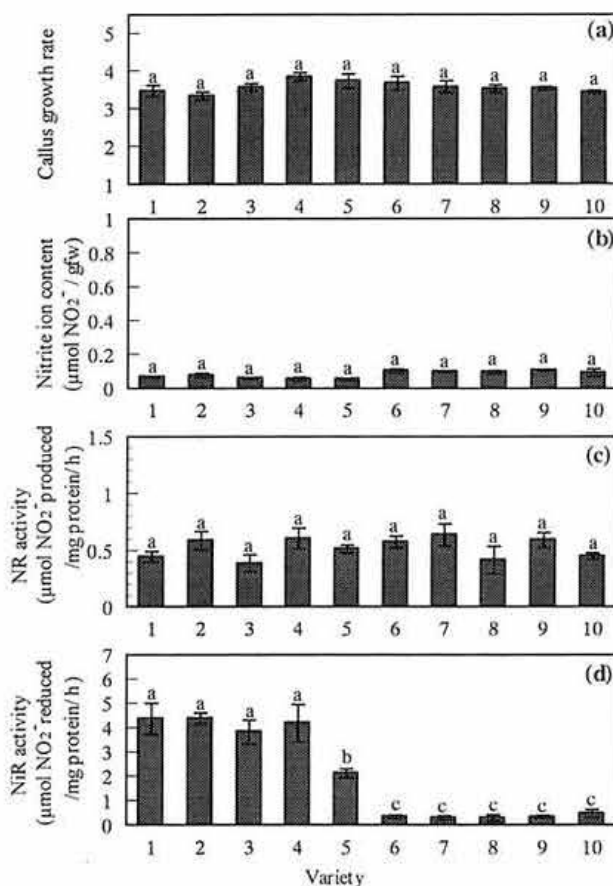 (a)
Callus growth rate
5
4
3
2
1
a a a a a a a a a a
1 2 3 4 5 6 7 8 9 10
(b)
Nitrite ion content
(μmol NO2⁻ / gfw)
1
0.8
0.6
0.4
0.2
0
a a a a a a a a a a
1 2 3 4 5 6 7 8 9 10
(c)
NR activity
(μmol NO2⁻ produced
/mg protein/h)
1.5
1
0.5
0
a a a a a a a a a a
1 2 3 4 5 6 7 8 9 10
(d)
NiR activity
(μmol NO2⁻ reduced
/mg protein/h)
7
6
5
4
3
2
1
0
a a a a b c c c c c
1 2 3 4 5 6 7 8 9 10
Variety